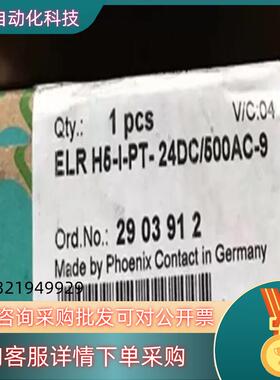 自动化科技
V/C:04
Qty.: 1 pcs
ELR H5-I-PT- 24DC/500AC-9
Ord.No.: 29 03 91 2
Made by Phoenix Contact in Germany
321949929
咨询采购批发可对公开票
客服详情下单采购